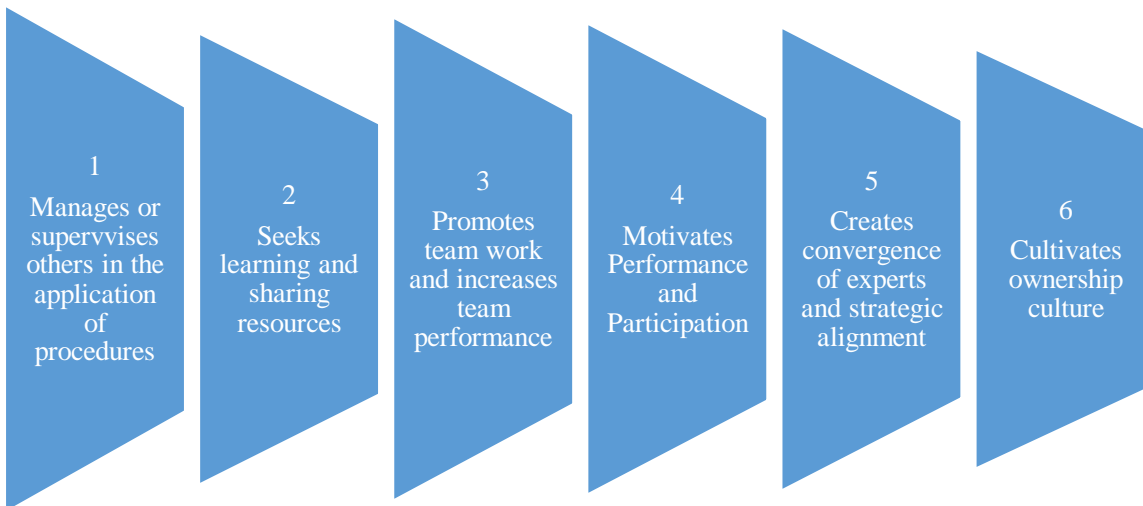 1
Manages or
supervvises
others in the
application
of
procedures
2
Seeks
learning and
sharing
resources
3
Promotes
team work
and increases
team
performance
4
Motivates
Performance
and
Participation
5
Creates
convergence
of experts
and strategic
alignment
6
Cultivates
ownership
culture